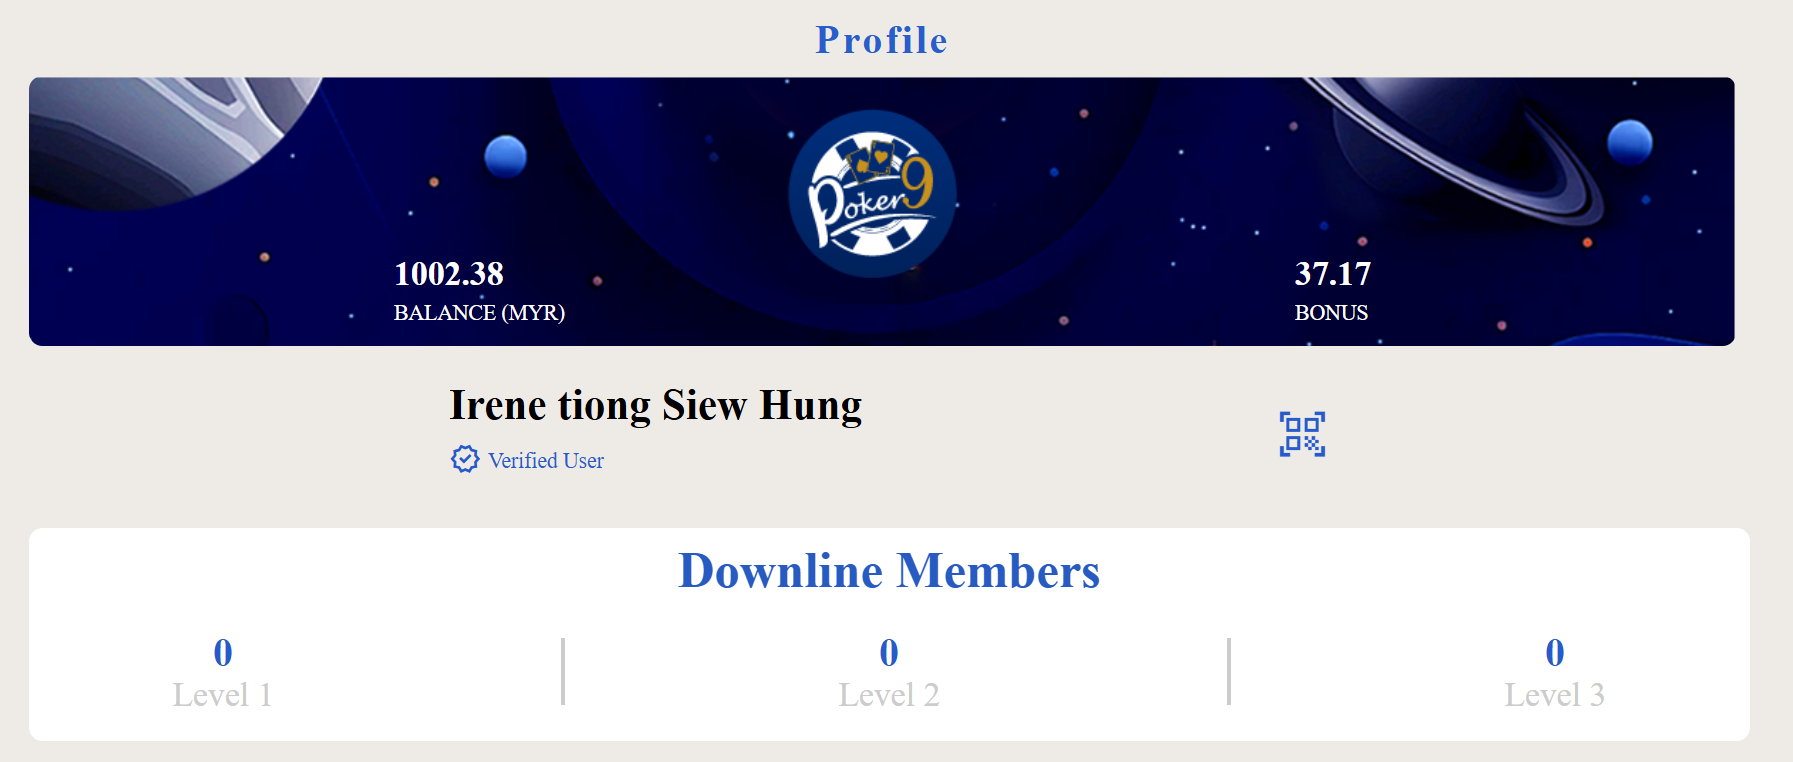 Profile
Poker9
1002.38
BALANCE (MYR)
37.17
BONUS
Irene tiong Siew Hung
Verified User
Downline Members
0
Level 1
0
Level 2
0
Level 3